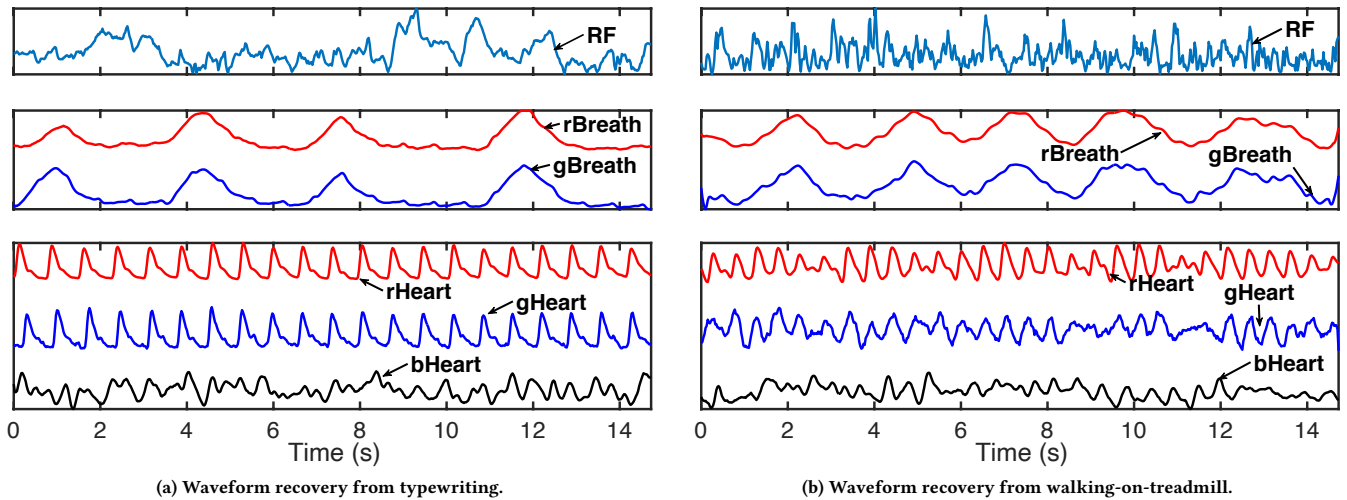 RF
rBreath
gBreath
rHeart
gHeart
bHeart
0 2 4 6 8 10 12 14
Time (s)
(a) Waveform recovery from typewriting.
RF
rBreath
gBreath
rHeart
gHeart
bHeart
0 2 4 6 8 10 12 14
Time (s)
(b) Waveform recovery from walking-on-treadmill.